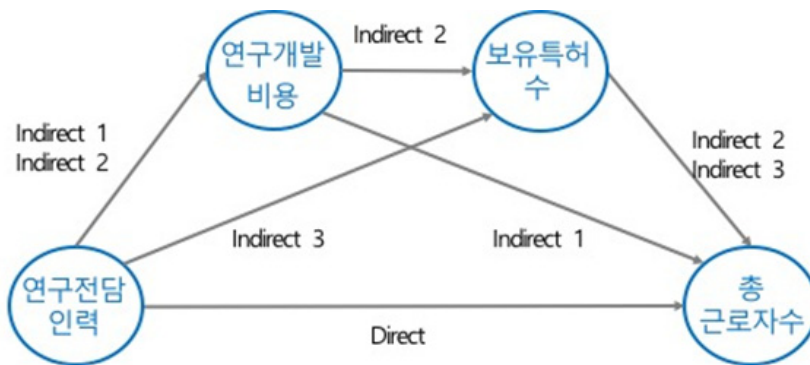 연구개발
비용
Indirect 2
보유특허
수
Indirect 1
Indirect 2
Indirect 2
Indirect 3
Indirect 3
Indirect 1
연구전담
인력
총
근로자수
Direct